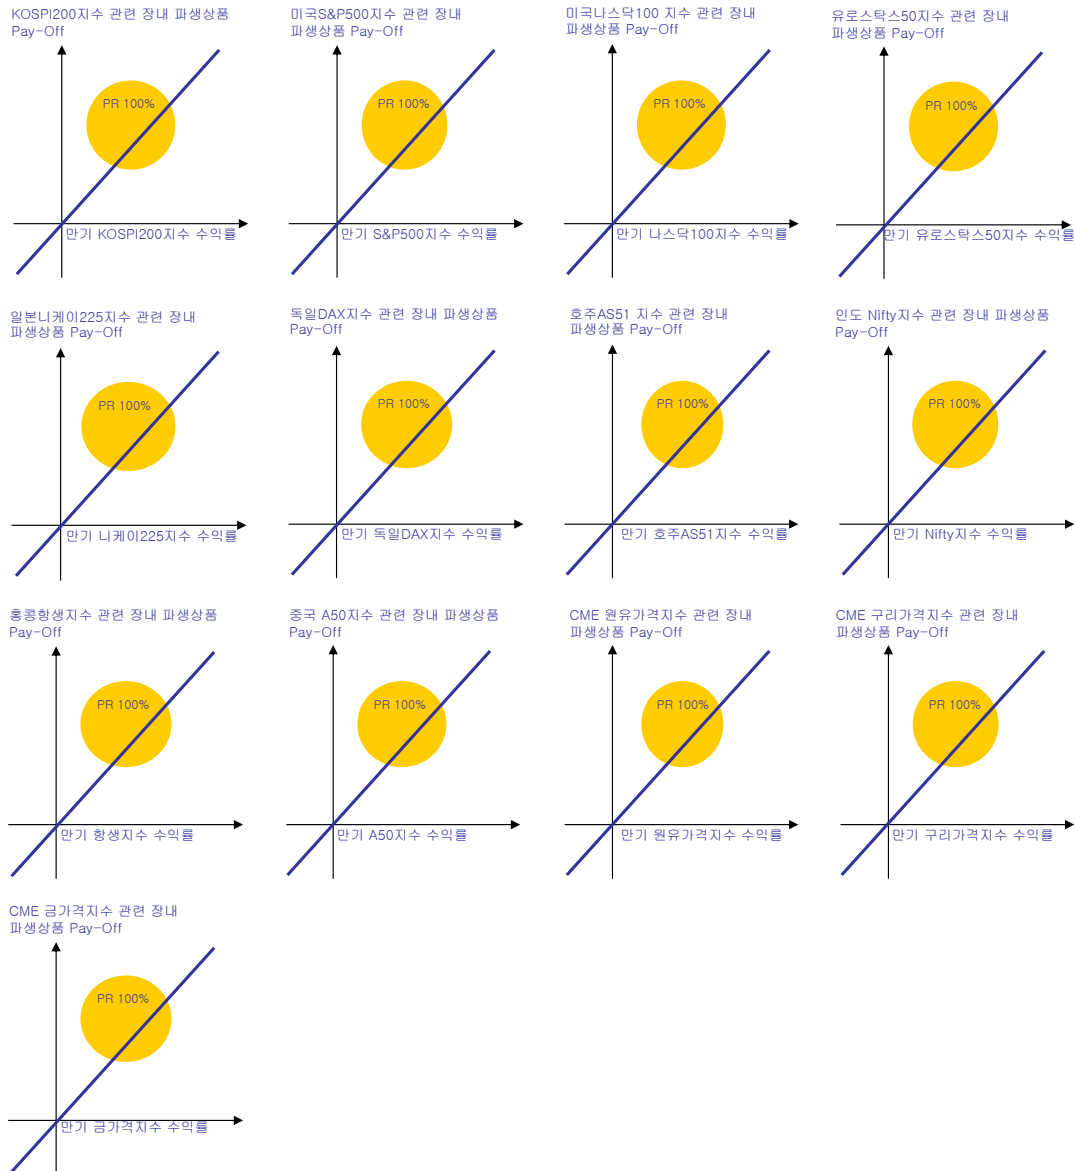 KOSPI200지수 관련 장내 파생상품
Pay-Off
PR 100%
만기 KOSPI200지수 수익률
미국S&P500지수 관련 장내
파생상품 Pay-Off
PR 100%
만기 S&P500지수 수익률
미국나스닥100 지수 관련 장내
파생상품 Pay-Off
PR 100%
만기 나스닥100지수 수익률
유로스탁스50지수 관련 장내
파생상품 Pay-Off
PR 100%
만기 유로스탁스50지수 수익률
일본니케이225지수 관련 장내
파생상품 Pay-Off
PR 100%
만기 니케이225지수 수익률
독일DAX지수 관련 장내 파생상품
Pay-Off
PR 100%
만기 독일DAX지수 수익률
호주AS51 지수 관련 장내
파생상품 Pay-Off
PR 100%
만기 호주AS51지수 수익률
인도 Nifty지수 관련 장내 파생상품
Pay-Off
PR 100%
만기 Nifty지수 수익률
홍콩항생지수 관련 장내 파생상품
Pay-Off
PR 100%
만기 항생지수 수익률
중국 A50지수 관련 장내 파생상품
Pay-Off
PR 100%
만기 A50지수 수익률
CME 원유가격지수 관련 장내
파생상품 Pay-Off
PR 100%
만기 원유가격지수 수익률
CME 구리가격지수 관련 장내
파생상품 Pay-Off
PR 100%
만기 구리가격지수 수익률
CME 금가격지수 관련 장내
파생상품 Pay-Off
PR 100%
만기 금가격지수 수익률